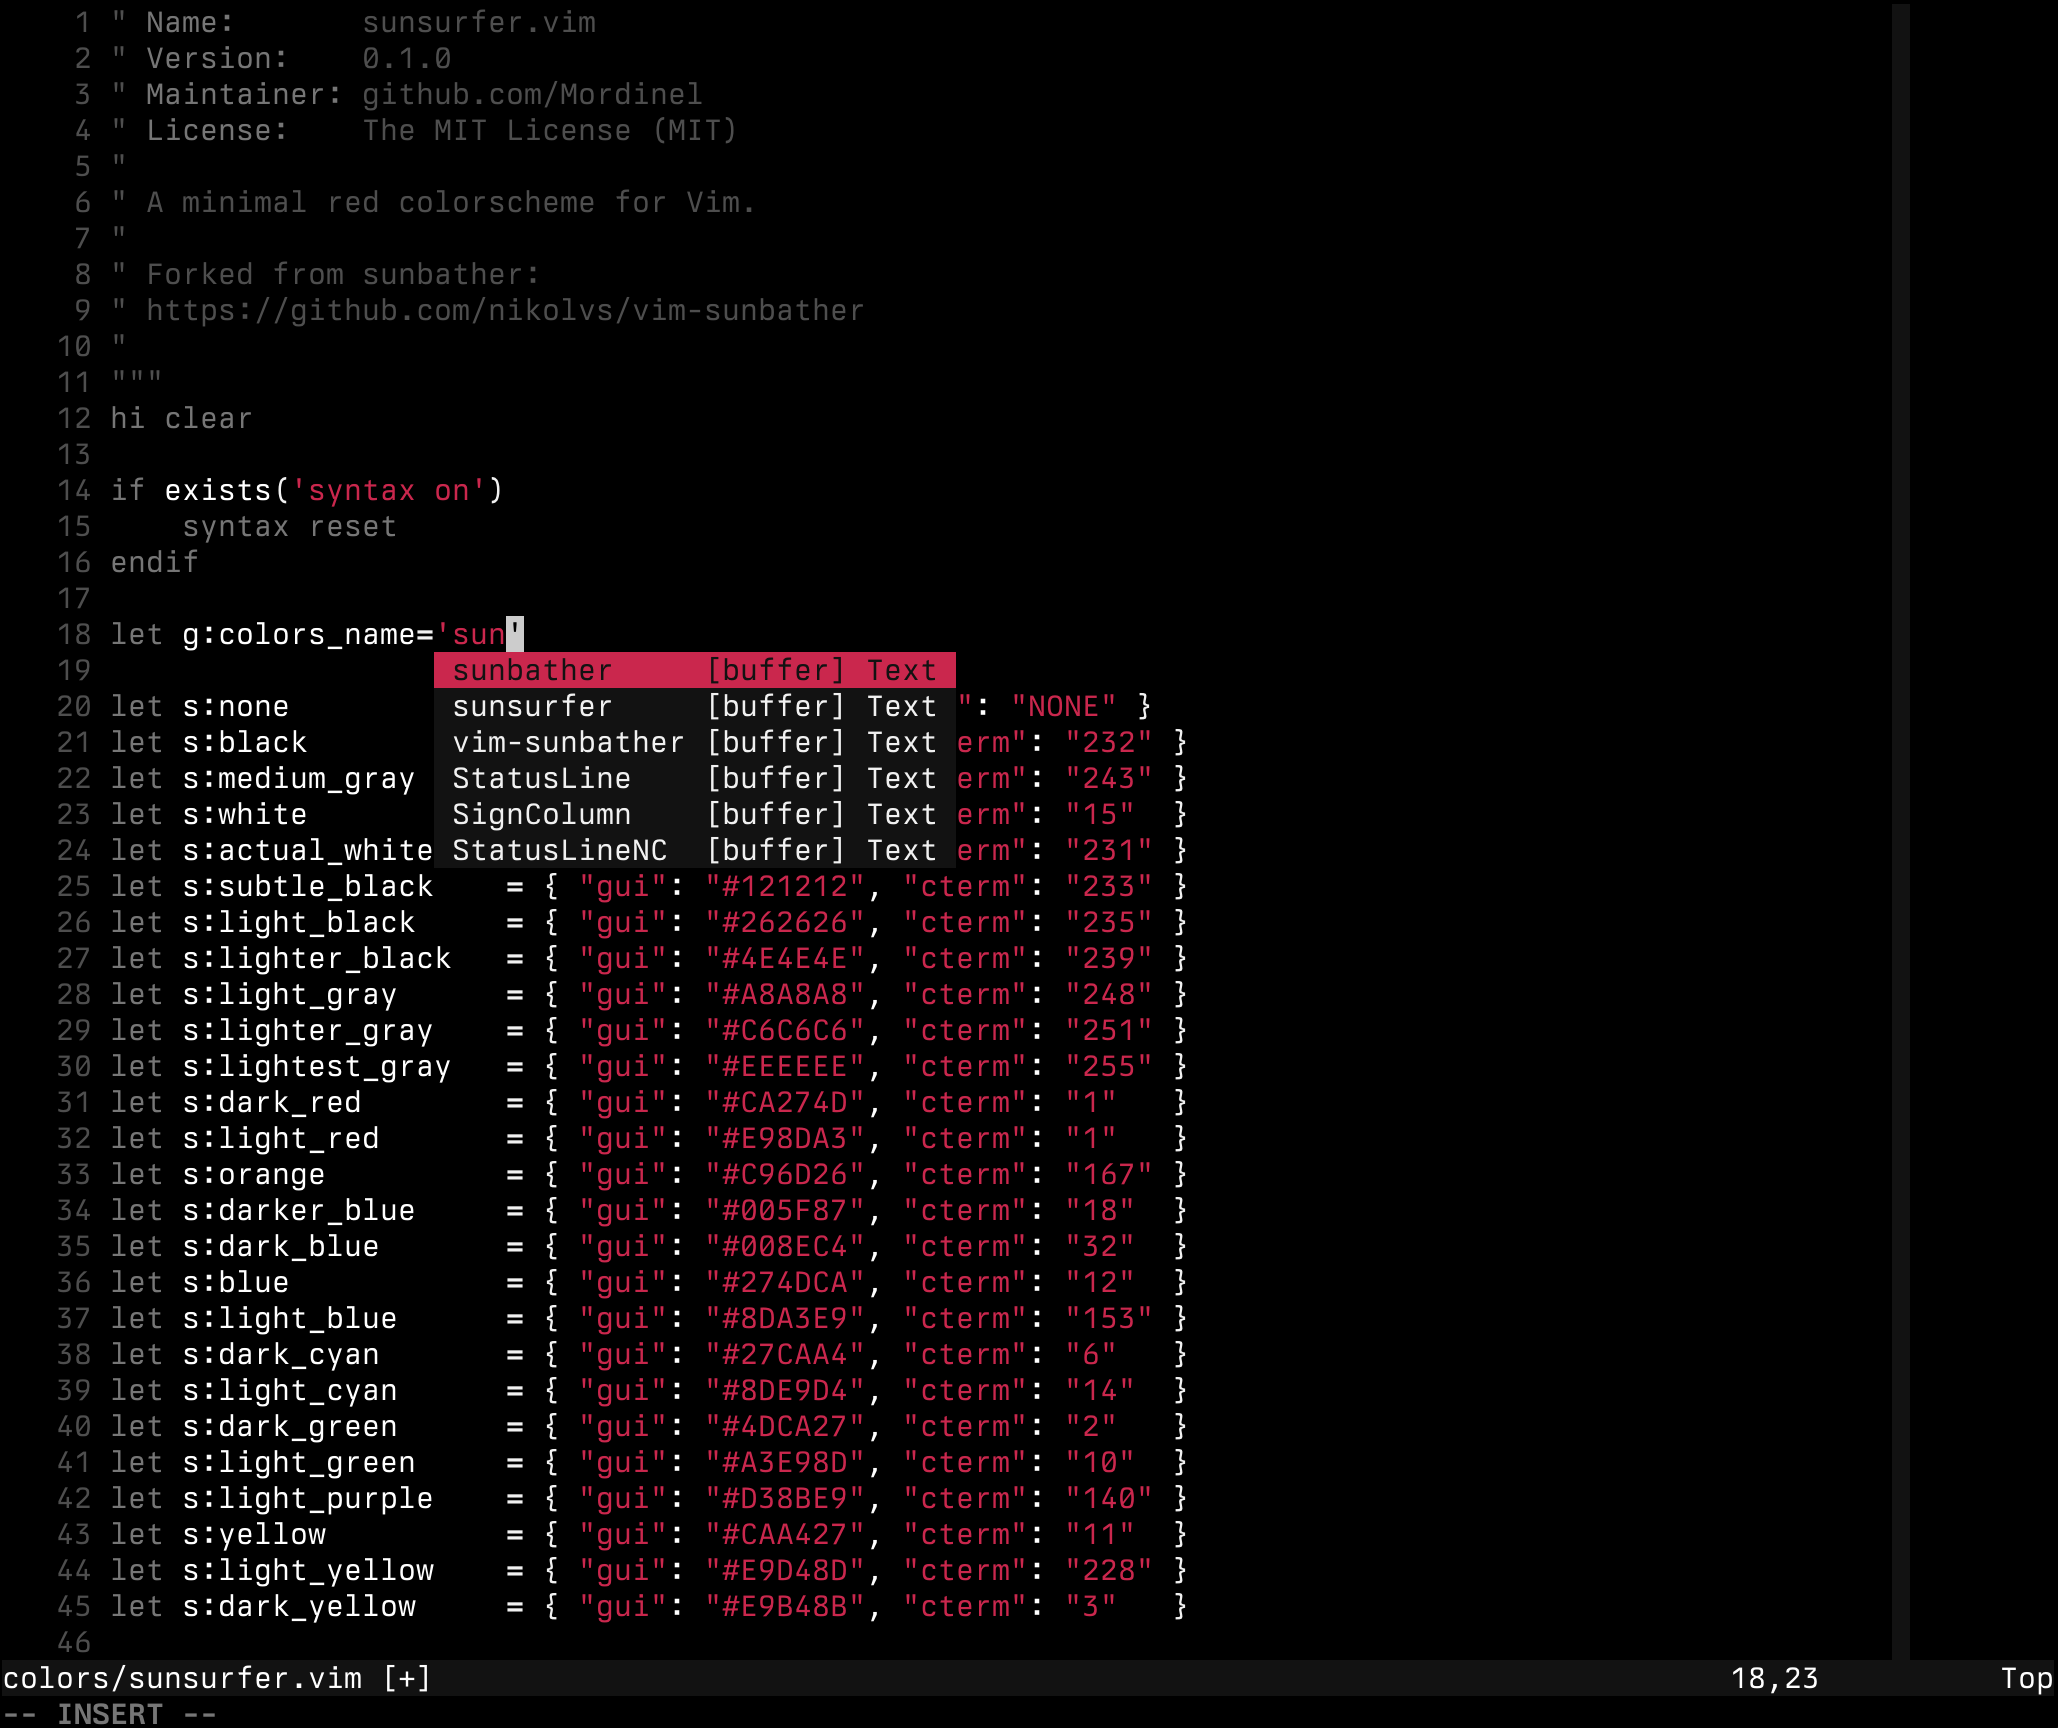 1 " Name:       sunsurfer.vim
2 " Version:    0.1.0
3 " Maintainer: github.com/Mordinel
4 " License:    The MIT License (MIT)
5 "
6 " A minimal red colorscheme for Vim.
7 "
8 " Forked from sunbather:
9 " https://github.com/nikolvs/vim-sunbather
10 "
11 """
12 hi clear
13
14 if exists('syntax on')
15     syntax reset
16 endif
17
18 let g:colors_name='sun'
19                    sunbather     [buffer] Text
20 let s:none         sunsurfer     [buffer] Text ": "NONE" }
21 let s:black        vim-sunbather [buffer] Text erm": "232" }
22 let s:medium_gray  StatusLine    [buffer] Text erm": "243" }
23 let s:white        SignColumn    [buffer] Text erm": "15"  }
24 let s:actual_white StatusLineNC  [buffer] Text erm": "231" }
25 let s:subtle_black    = { "gui": "#121212", "cterm": "233" }
26 let s:light_black     = { "gui": "#262626", "cterm": "235" }
27 let s:lighter_black   = { "gui": "#4E4E4E", "cterm": "239" }
28 let s:light_gray      = { "gui": "#A8A8A8", "cterm": "248" }
29 let s:lighter_gray    = { "gui": "#C6C6C6", "cterm": "251" }
30 let s:lightest_gray   = { "gui": "#EEEEEE", "cterm": "255" }
31 let s:dark_red        = { "gui": "#CA274D", "cterm": "1"   }
32 let s:light_red       = { "gui": "#E98DA3", "cterm": "1"   }
33 let s:orange          = { "gui": "#C96D26", "cterm": "167" }
34 let s:darker_blue     = { "gui": "#005F87", "cterm": "18"  }
35 let s:dark_blue       = { "gui": "#008EC4", "cterm": "32"  }
36 let s:blue            = { "gui": "#274DCA", "cterm": "12"  }
37 let s:light_blue      = { "gui": "#8DA3E9", "cterm": "153" }
38 let s:dark_cyan       = { "gui": "#27CAA4", "cterm": "6"   }
39 let s:light_cyan      = { "gui": "#8DE9D4", "cterm": "14"  }
40 let s:dark_green      = { "gui": "#4DCA27", "cterm": "2"   }
41 let s:light_green     = { "gui": "#A3E98D", "cterm": "10"  }
42 let s:light_purple    = { "gui": "#D38BE9", "cterm": "140" }
43 let s:yellow          = { "gui": "#CAA427", "cterm": "11"  }
44 let s:light_yellow    = { "gui": "#E9D48D", "cterm": "228" }
45 let s:dark_yellow     = { "gui": "#E9B48B", "cterm": "3"   }
46
colors/sunsurfer.vim [+]    18,23    Top
-- INSERT --